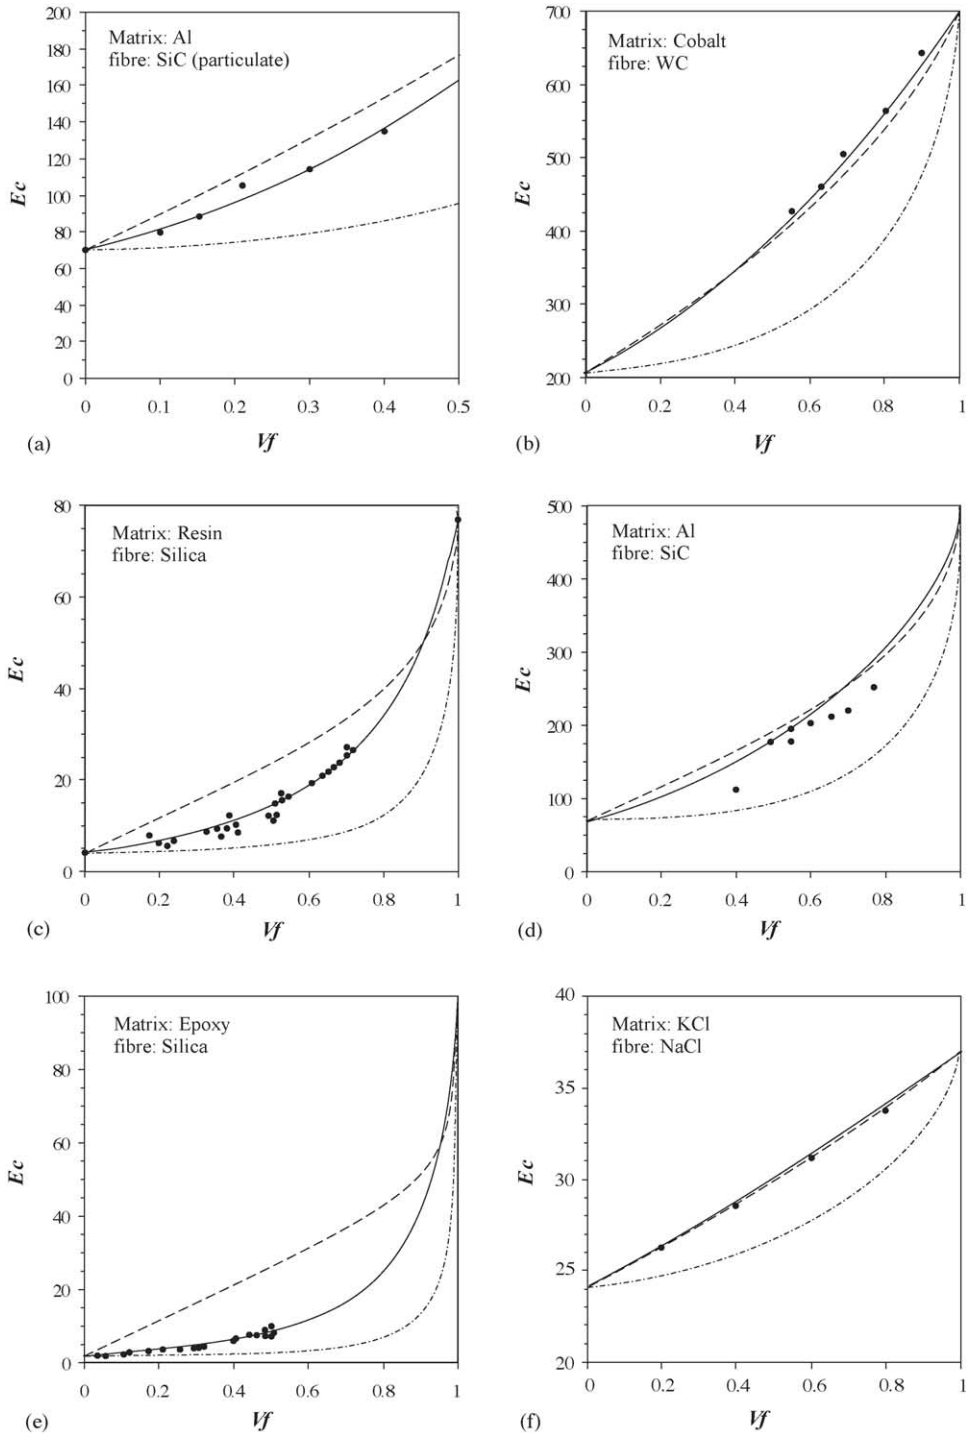 200
180
160
140
120
100
80
60
40
20
0
Ec
Matrix: Al
fibre: SiC (particulate)
0 0.1 0.2 0.3 0.4 0.5
(a) Vf
700
600
500
400
300
200
Ec
Matrix: Cobalt
fibre: WC
0 0.2 0.4 0.6 0.8 1
(b) Vf
80
60
40
20
0
Ec
Matrix: Resin
fibre: Silica
0 0.2 0.4 0.6 0.8 1
(c) Vf
500
400
300
200
100
0
Ec
Matrix: Al
fibre: SiC
0 0.2 0.4 0.6 0.8 1
(d) Vf
100
80
60
40
20
0
Ec
Matrix: Epoxy
fibre: Silica
0 0.2 0.4 0.6 0.8 1
(e) Vf
40
35
30
25
20
Ec
Matrix: KCl
fibre: NaCl
0 0.2 0.4 0.6 0.8 1
(f) Vf